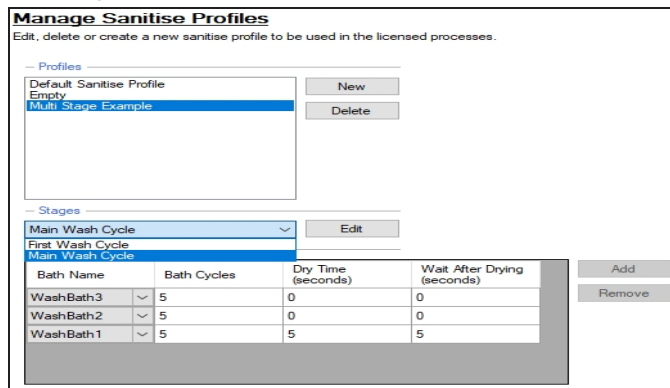 Manage Sanitise Profiles
Edit, delete or create a new sanitise profile to be used in the licensed processes.
Profiles
Default Sanitise Profile
Empty
Multi Stage Example
New
Delete
Stages
Main Wash Cycle
Edit
First Wash Cycle
Main Wash Cycle
Bath Name Bath Cycles Dry Time (seconds) Wait After Drying (seconds)
WashBath3 5 0 0
WashBath2 5 0 0
WashBath1 5 5 5
Add
Remove